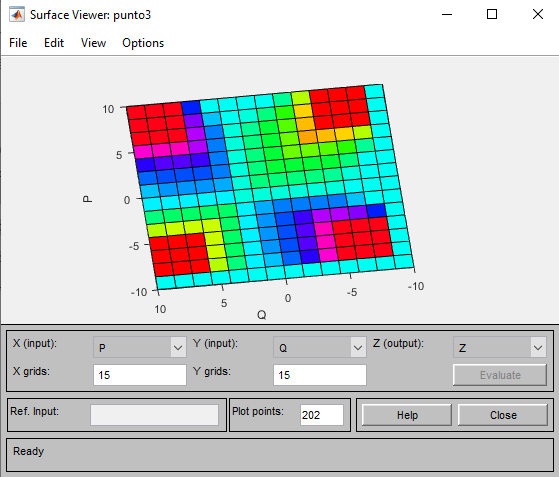 Surface Viewer: punto3
File Edit View Options
10
5
0
-5
-10
P
10
5
0
-5
-10
Q
X (input): P Y (input): Q Z (output): Z
X grids: 15 Y grids: 15 Evaluate
Ref. Input: Plot points: 202 Help Close
Ready